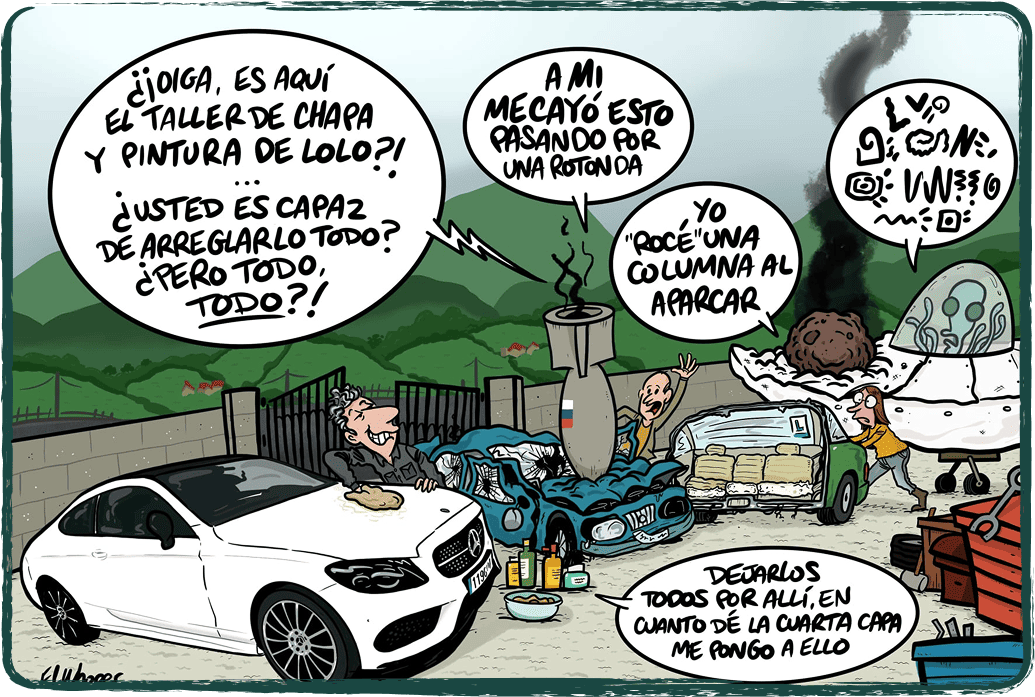 ¿¡OIGA, ES AQUÍ
EL TALLER DE CHAPA
Y PINTURA DE LOLO?!
...
¿USTED ES CAPAZ
DE ARREGLARLO TODO?
¿PERO TODO,
TODO?!
A MI
ME CAYÓ ESTO
PASANDO POR
UNA ROTONDA
YO
"ROCÉ" UNA
COLUMNA AL
APARCAR
L
DEJARLOS
TODOS POR ALLÍ, EN
CUANTO DÉ LA CUARTA CAPA
ME PONGO A ELLO